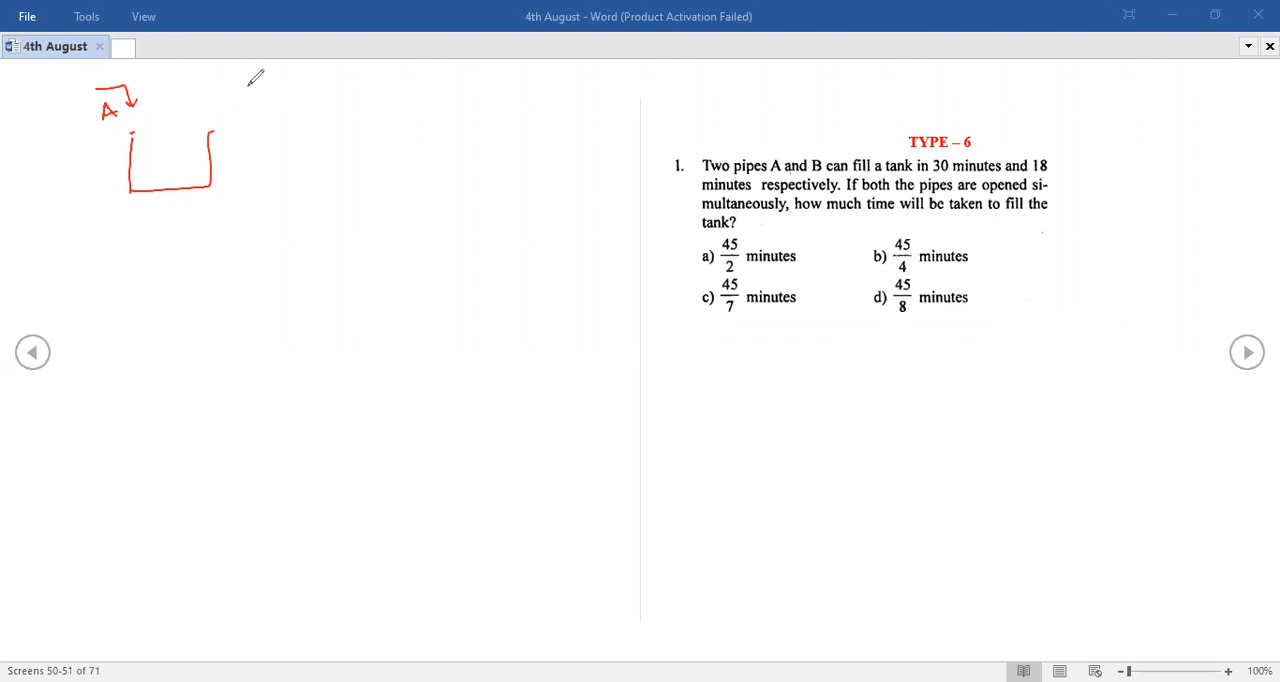 File Tools View
4th August - Word (Product Activation Failed)
4th August
A
TYPE – 6
1. Two pipes A and B can fill a tank in 30 minutes and 18
minutes respectively. If both the pipes are opened si-
multaneously, how much time will be taken to fill the
tank?
a) 45/2 minutes b) 45/4 minutes
c) 45/7 minutes d) 45/8 minutes
Screens 50-51 of 71
100%